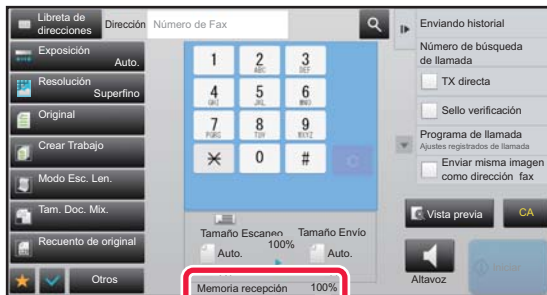 Libreta de
direcciones
Dirección
Número de Fax
Exposición
Auto.
Resolución
Superfino
Original
Crear Trabajo
Modo Esc. Len.
Tam. Doc. Mix.
Recuento de original
Otros
1
2
ABC
3
DEF
4
GHI
5
JKL
6
MNO
7
PQRS
8
TUV
9
WXYZ
0
#
C
Tamaño Escaneo
Tamaño Envío
100%
Auto.
Auto.
Memoria recepción 100%
Enviando historial
Número de búsqueda
de llamada
TX directa
Sello verificación
Programa de llamada
Ajustes registrados de llamada
Enviar misma imagen
como dirección fax
Vista previa
CA
Altavoz